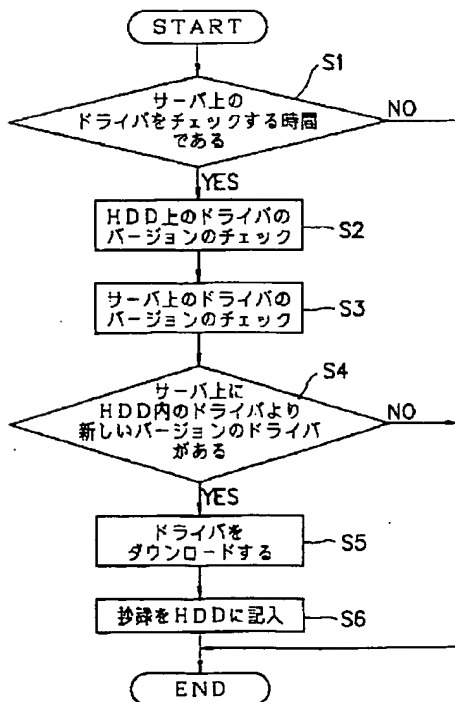 START
S1
サーバ上の
ドライバをチェックする時間
である
NO
YES
HDD上のドライバの
バージョンのチェック
S2
サーバ上のドライバの
バージョンのチェック
S3
S4
サーバ上に
HDD内のドライバより
新しいバージョンのドライバ
がある
NO
YES
ドライバを
ダウンロードする
S5
抄録をHDDに記入
S6
END